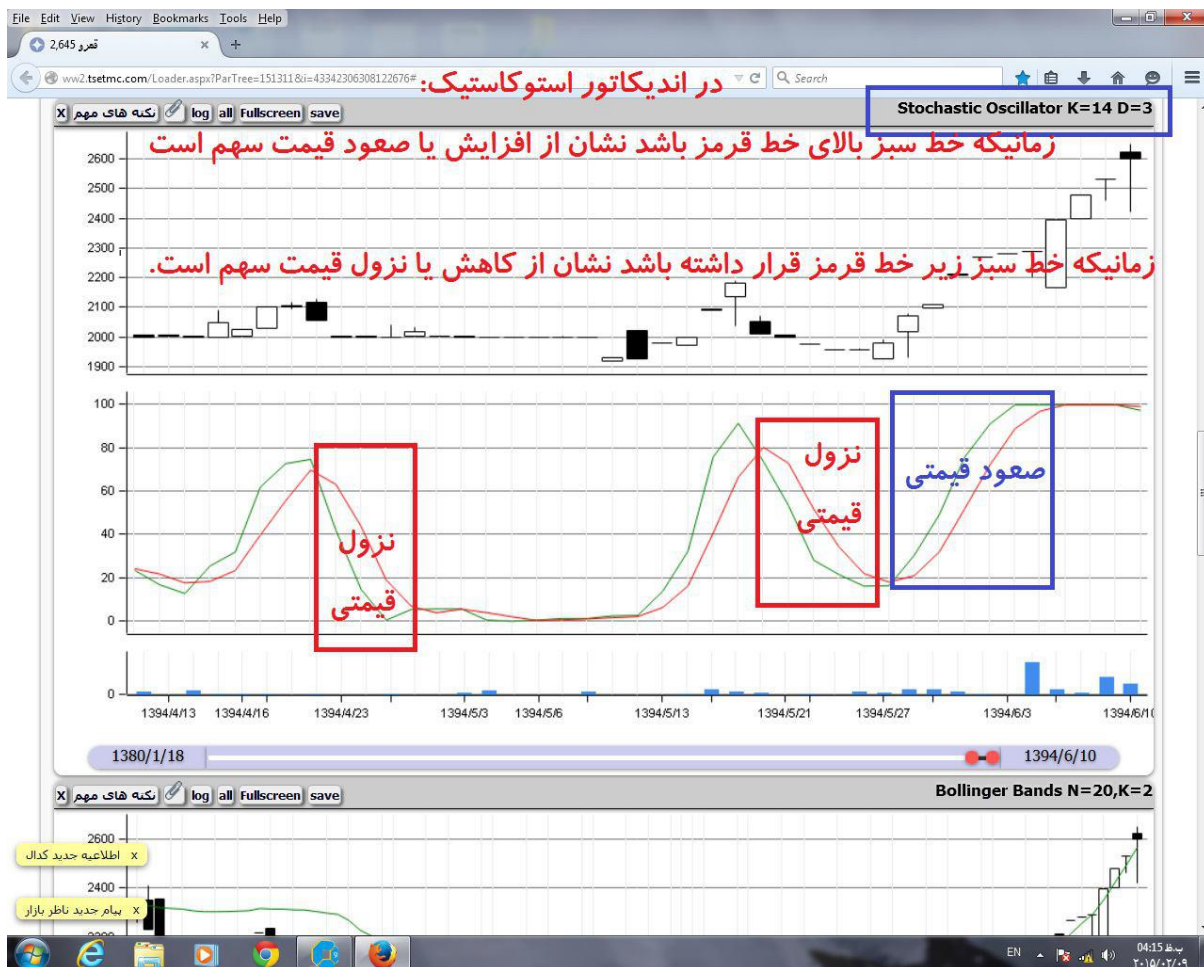 File Edit View History Bookmarks Tools Help
قمرو 2,645 × +
ww2.tsetmc.com/Loader.aspx?ParTree=151311&i=43342306308122676# Search
در اندیکاتور استوکاستیک:
x نکته های مهم log all Fullscreen save Stochastic Oscillator K=14 D=3
زمانیکه خط سبز بالای خط قرمز باشد نشان از افزایش یا صعود قیمت سهم است
زمانیکه خط سبز زیر خط قرمز قرار داشته باشد نشان از کاهش یا نزول قیمت سهم است.
2600
2500
2400
2300
2200
2100
2000
1900
100
80
60
40
20
0
نزول
قیمتی
نزول
قیمتی
صعود قیمتی
0
1394/4/13 1394/4/16 1394/4/23 1394/5/3 1394/5/6 1394/5/13 1394/5/21 1394/5/27 1394/6/3 1394/6/10
1380/1/18 1394/6/10
x نکته های مهم log all Fullscreen save Bollinger Bands N=20,K=2
2600
2400
2200
x اطلاعیه جدید کدال
x پیام جدید ناظر بازار
EN 04:15 ب.ظ